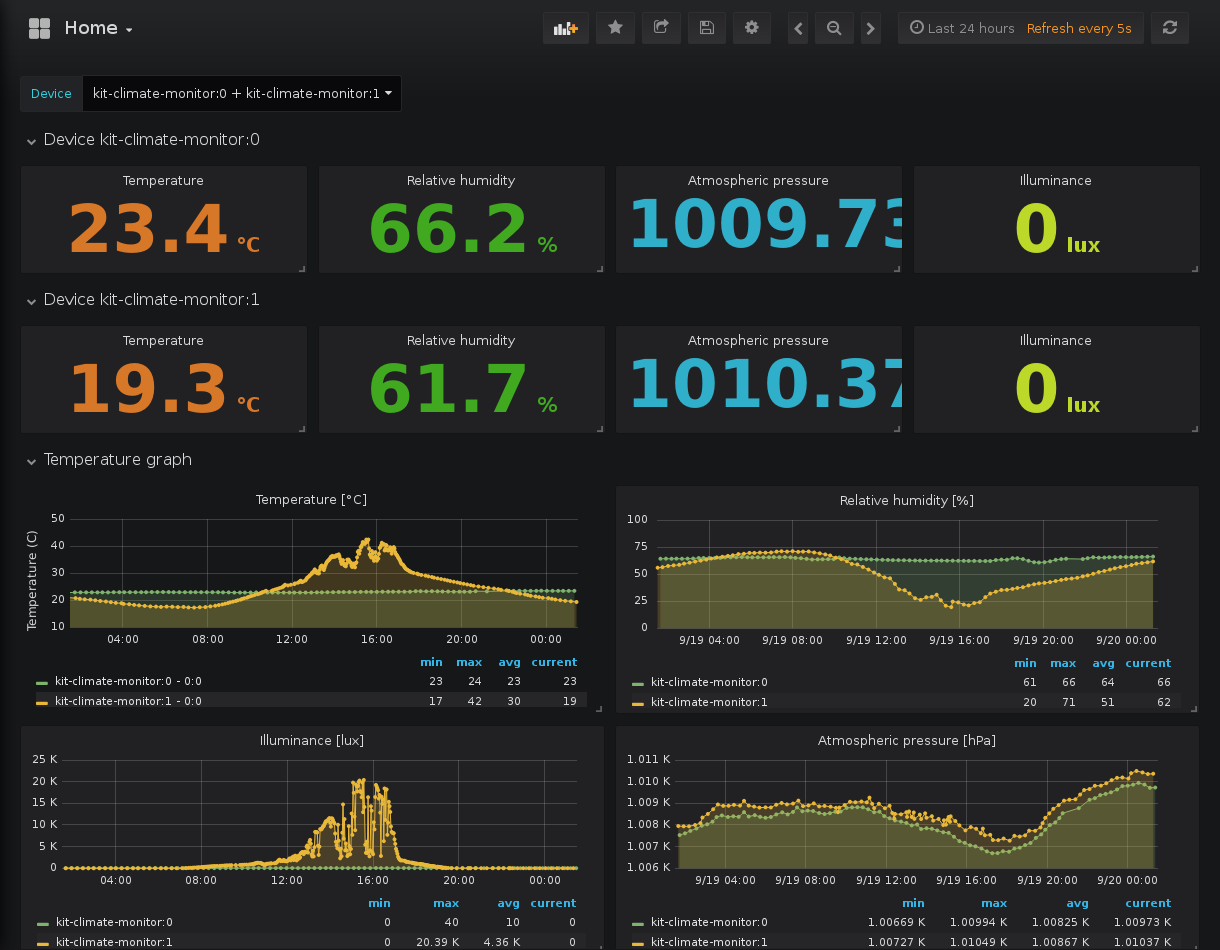 Home
Last 24 hours Refresh every 5s
Device kit-climate-monitor:0 + kit-climate-monitor:1
Device kit-climate-monitor:0
Temperature Relative humidity Atmospheric pressure Illuminance
23.4 °C 66.2 % 1009.73 0 lux
Device kit-climate-monitor:1
Temperature Relative humidity Atmospheric pressure Illuminance
19.3 °C 61.7 % 1010.37 0 lux
Temperature graph
Temperature [°C]
Temperature (C)
50
40
30
20
10
04:00 08:00 12:00 16:00 20:00 00:00
min max avg current
kit-climate-monitor:0 - 0:0 23 24 23 23
kit-climate-monitor:1 - 0:0 17 42 30 19
Relative humidity [%]
100
75
50
25
0
9/19 04:00 9/19 08:00 9/19 12:00 9/19 16:00 9/19 20:00 9/20 00:00
min max avg current
kit-climate-monitor:0 61 66 64 66
kit-climate-monitor:1 20 71 51 62
Illuminance [lux]
25 K
20 K
15 K
10 K
5 K
0
04:00 08:00 12:00 16:00 20:00 00:00
min max avg current
kit-climate-monitor:0 0 40 10 0
kit-climate-monitor:1 0 20.39 K 4.36 K 0
Atmospheric pressure [hPa]
1.011 K
1.010 K
1.009 K
1.008 K
1.007 K
1.006 K
9/19 04:00 9/19 08:00 9/19 12:00 9/19 16:00 9/19 20:00 9/20 00:00
min max avg current
kit-climate-monitor:0 1.00669 K 1.00994 K 1.00825 K 1.00973 K
kit-climate-monitor:1 1.00727 K 1.01049 K 1.00867 K 1.01037 K